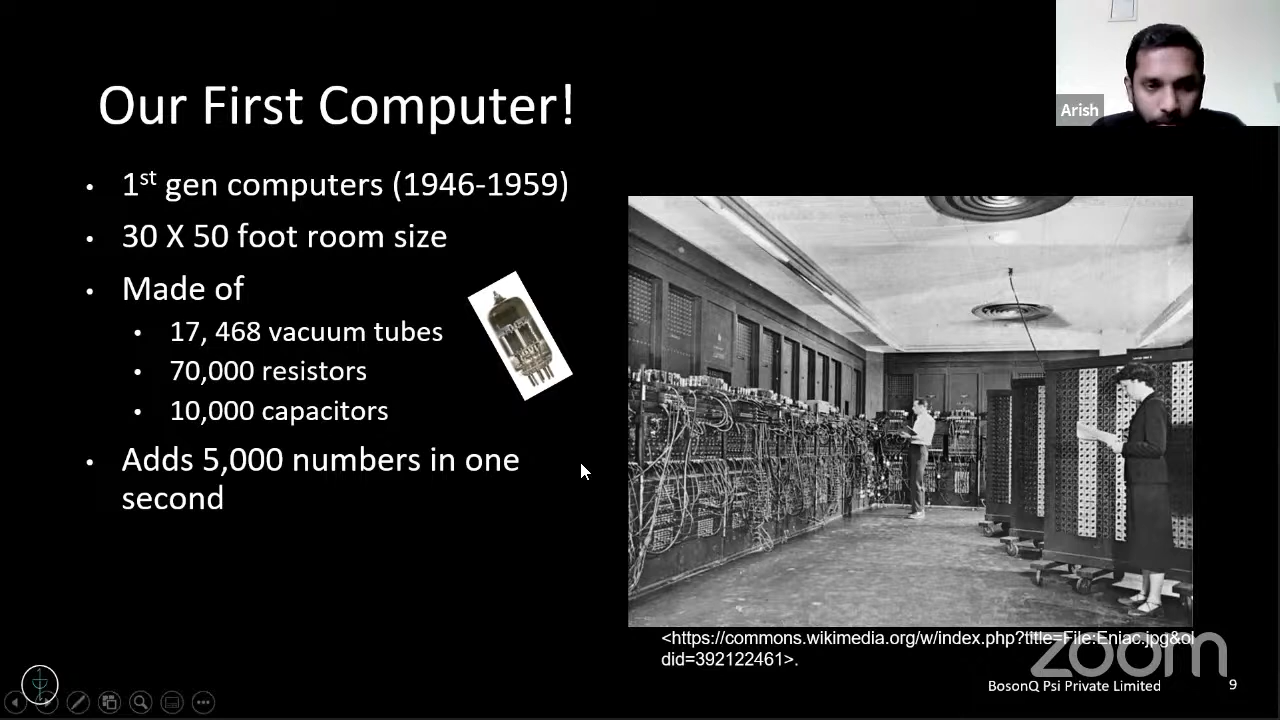 Our First Computer!
Arish
• 1st gen computers (1946-1959)
• 30 X 50 foot room size
• Made of
• 17, 468 vacuum tubes
• 70,000 resistors
• 10,000 capacitors
• Adds 5,000 numbers in one
second
<https://commons.wikimedia.org/w/index.php?title=File:Eniac.jpg&ol
did=392122461>.
zoom
BosonQ Psi Private Limited
9